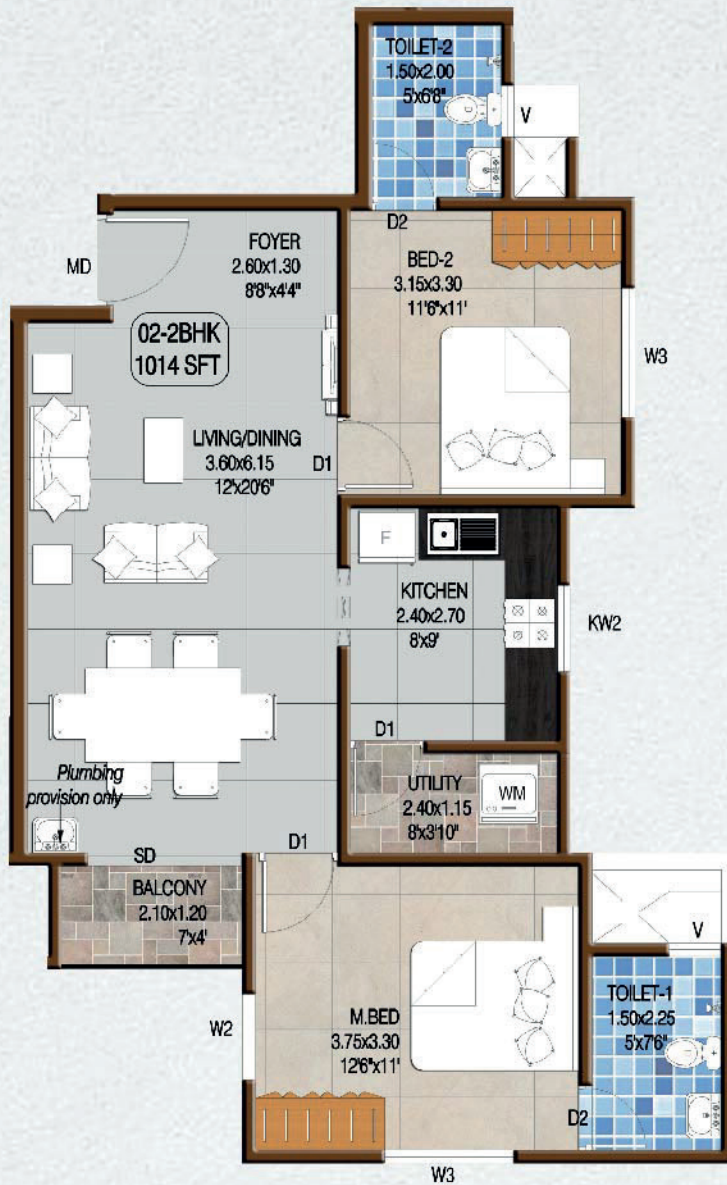 TOILET-2
1.50x2.00
5'x6'8"
V
D2
MD
FOYER
2.60x1.30
8'8"x4'4"
BED-2
3.15x3.30
11'6"x11'
02-2BHK
1014 SFT
W3
LIVING/DINING
3.60x6.15
12'x20'6"
D1
F
KITCHEN
2.40x2.70
8'x9'
KW2
D1
Plumbing
provision only
UTILITY
2.40x1.15
8'x3'10"
WM
SD
D1
BALCONY
2.10x1.20
7'x4'
V
TOILET-1
1.50x2.25
5'x7'6"
W2
M.BED
3.75x3.30
12'6"x11'
D2
W3